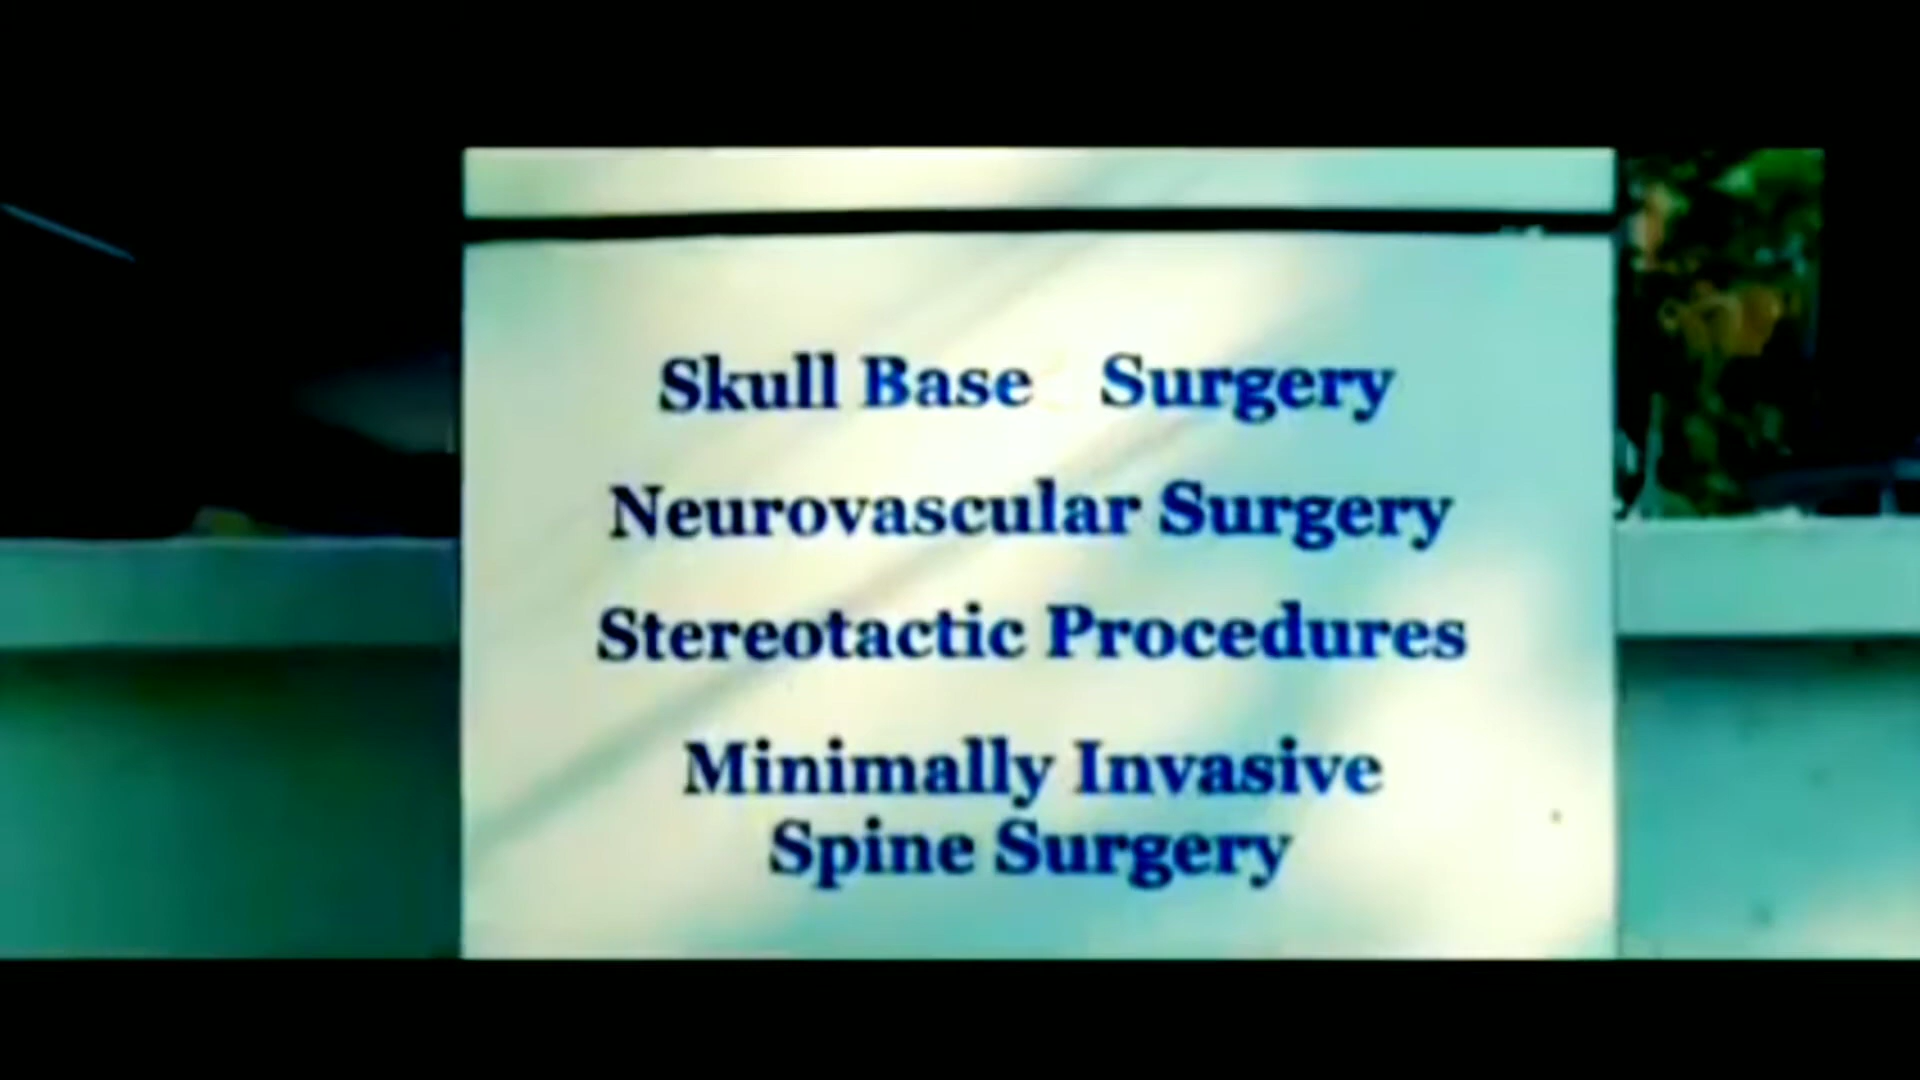 Skull Base Surgery
Neurovascular Surgery
Stereotactic Procedures
Minimally Invasive
Spine Surgery